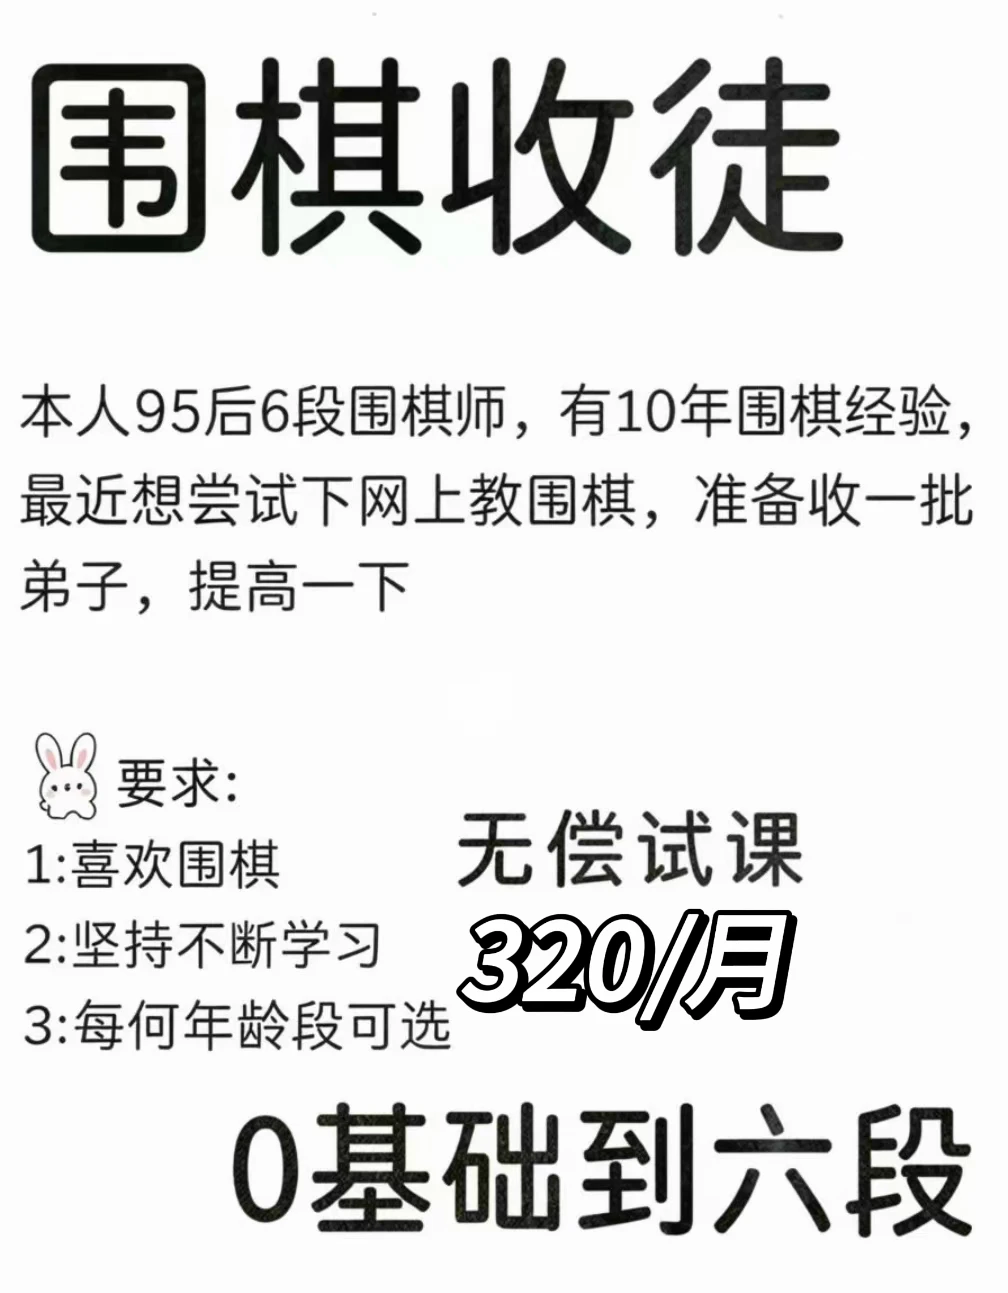 围棋收徒
本人95后6段围棋师，有10年围棋经验，
最近想尝试下网上教围棋，准备收一批
弟子，提高一下
要求:
1:喜欢围棋
2:坚持不断学习
3:每何年龄段可选
无偿试课
320/月
0基础到六段